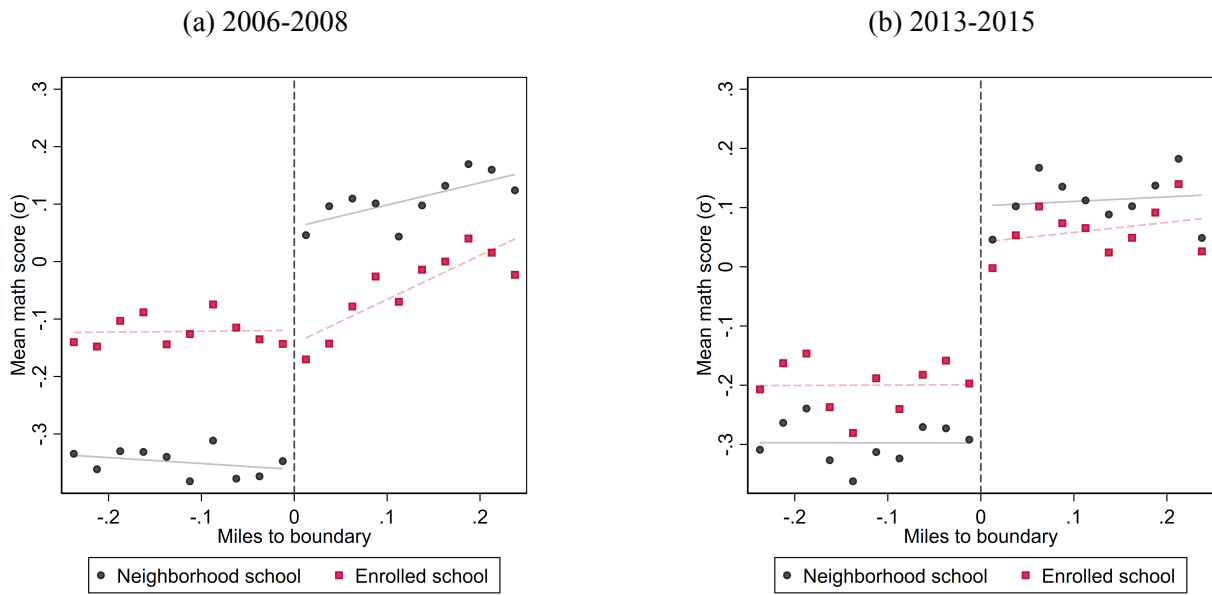 (a) 2006-2008
Mean math score (σ)
.3
.2
.1
0
-.1
-.2
-.3
-.2
-.1
0
.1
.2
Miles to boundary
Neighborhood school
Enrolled school
(b) 2013-2015
Mean math score (σ)
.3
.2
.1
0
-.1
-.2
-.3
-.2
-.1
0
.1
.2
Miles to boundary
Neighborhood school
Enrolled school